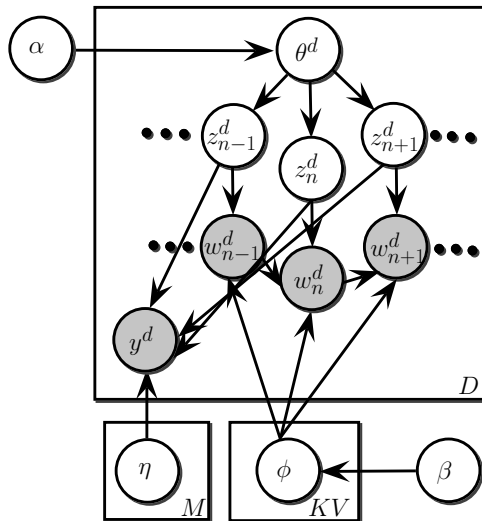 α θ^d
••• z^d_{n-1} z^d_n z^d_{n+1} •••
••• w^d_{n-1} w^d_n w^d_{n+1} •••
y^d
D
η ϕ β
M KV